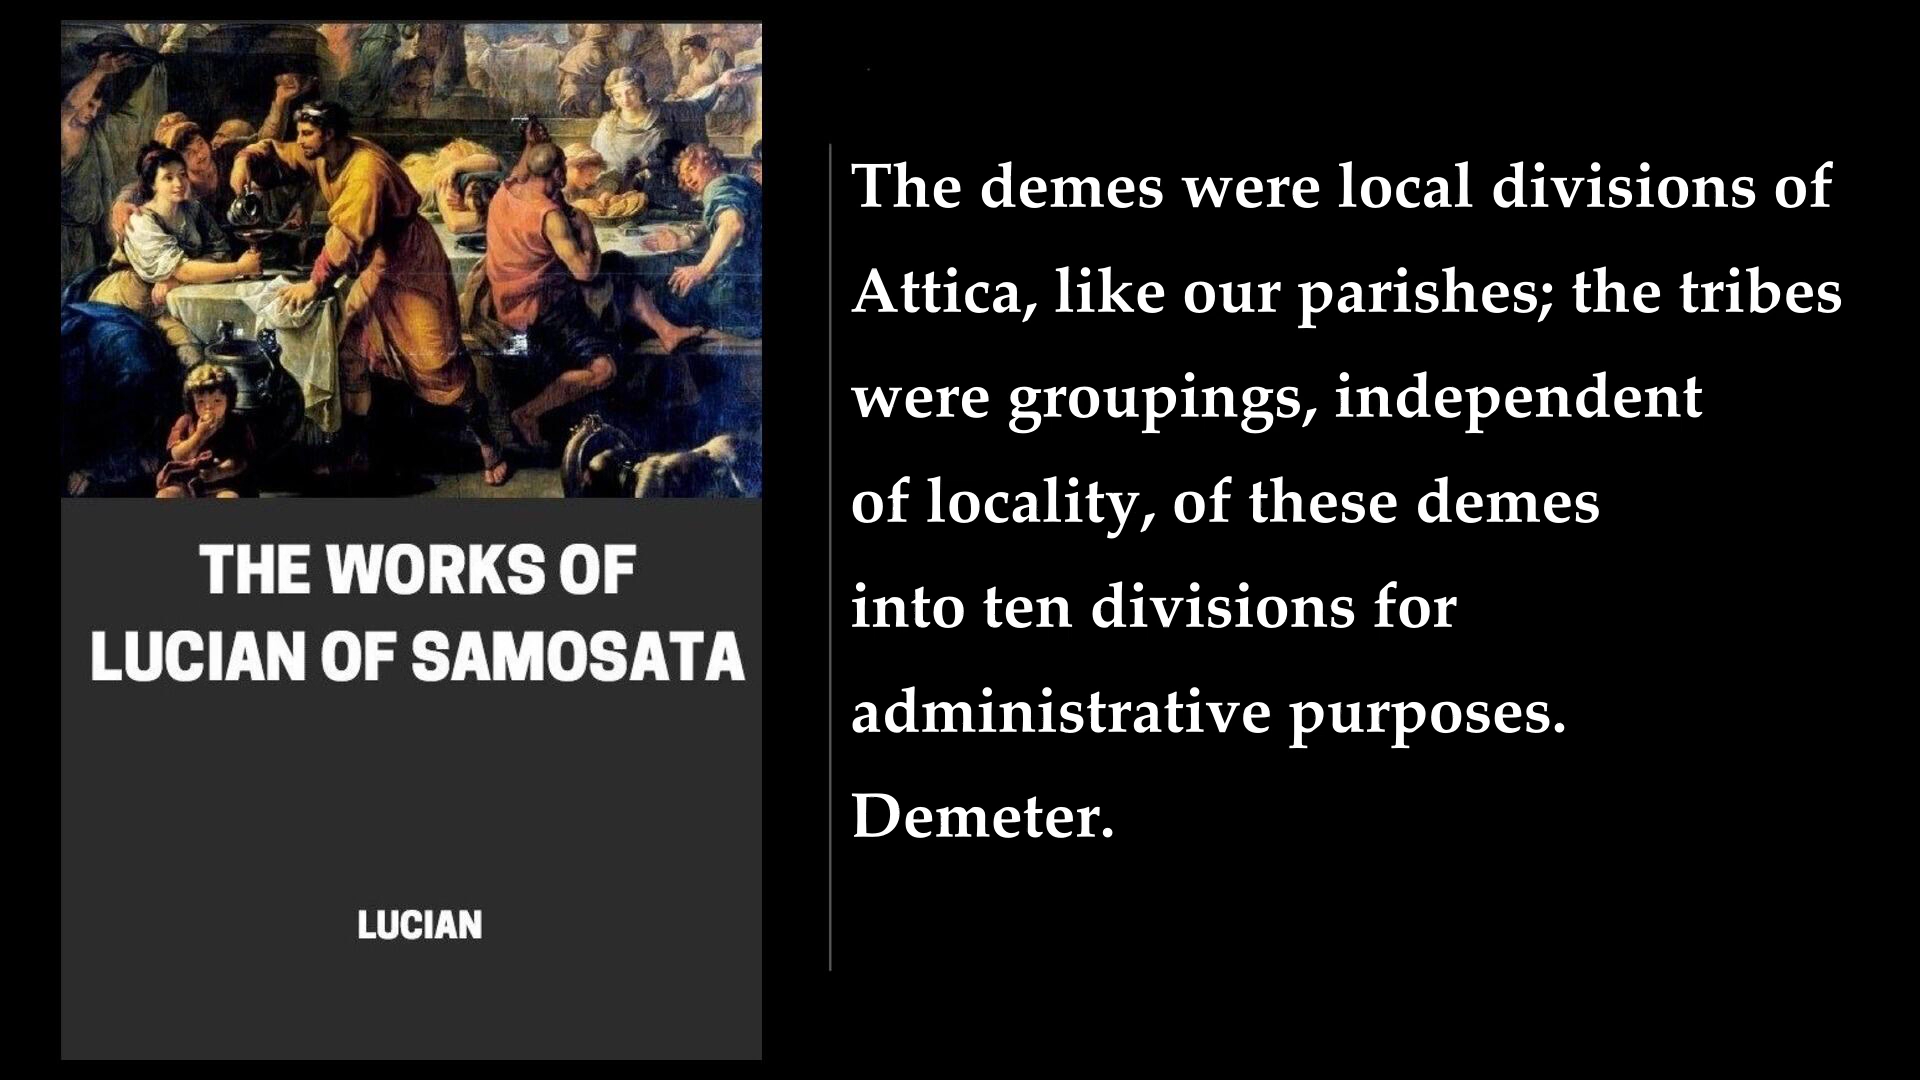 THE WORKS OF
LUCIAN OF SAMOSATA
LUCIAN
The demes were local divisions of
Attica, like our parishes; the tribes
were groupings, independent
of locality, of these demes
into ten divisions for
administrative purposes.
Demeter.